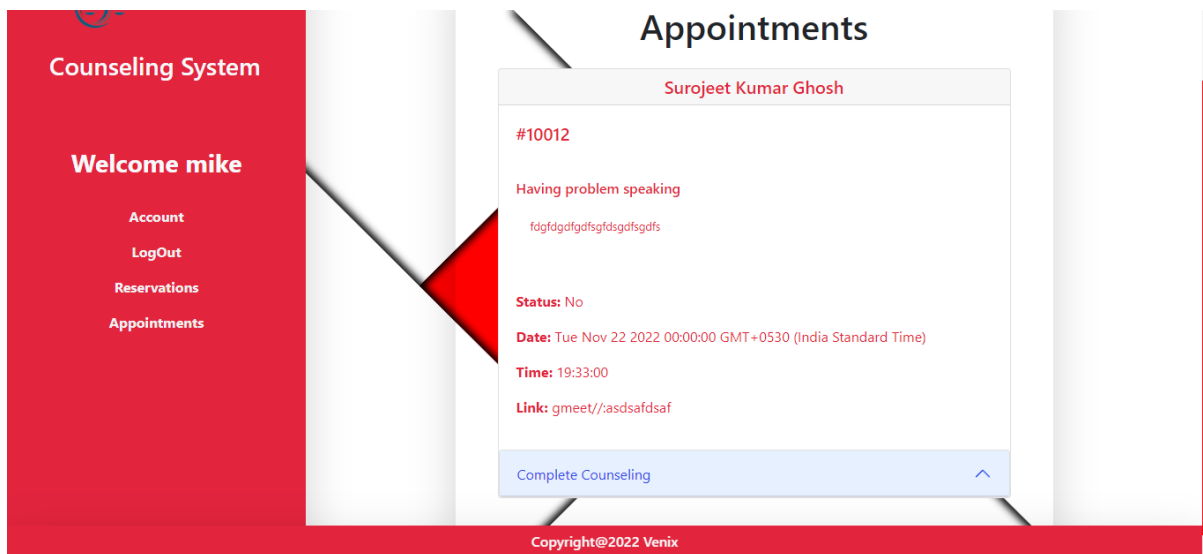 Counseling System
Welcome mike
Account
LogOut
Reservations
Appointments
Appointments
Surojeet Kumar Ghosh
#10012
Having problem speaking
fdgfdgdfgdfsgfdsgdfsgdfs
Status: No
Date: Tue Nov 22 2022 00:00:00 GMT+0530 (India Standard Time)
Time: 19:33:00
Link: gmeet//:asdsafdsaf
Complete Counseling
Copyright@2022 Venix